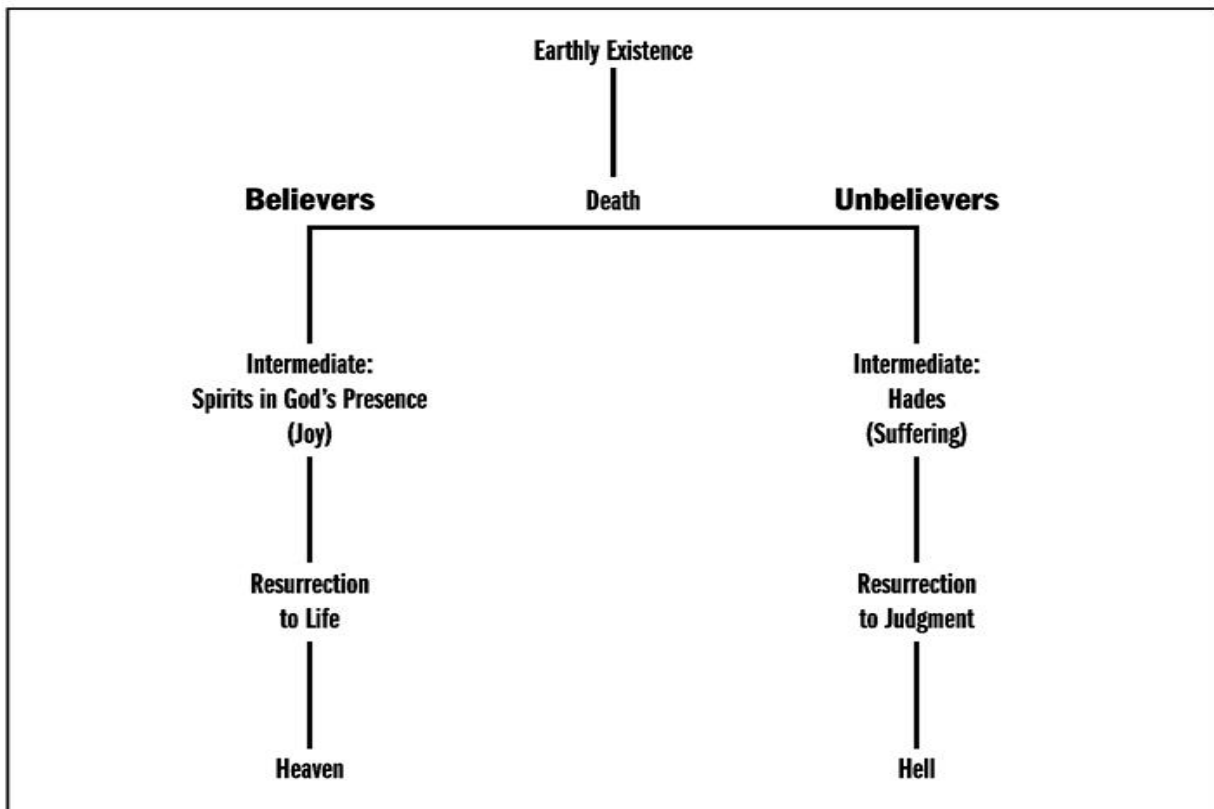 Earthly Existence
Believers
Death
Unbelievers
Intermediate:
Spirits in God's Presence
(Joy)
Intermediate:
Hades
(Suffering)
Resurrection
to Life
Resurrection
to Judgment
Heaven
Hell